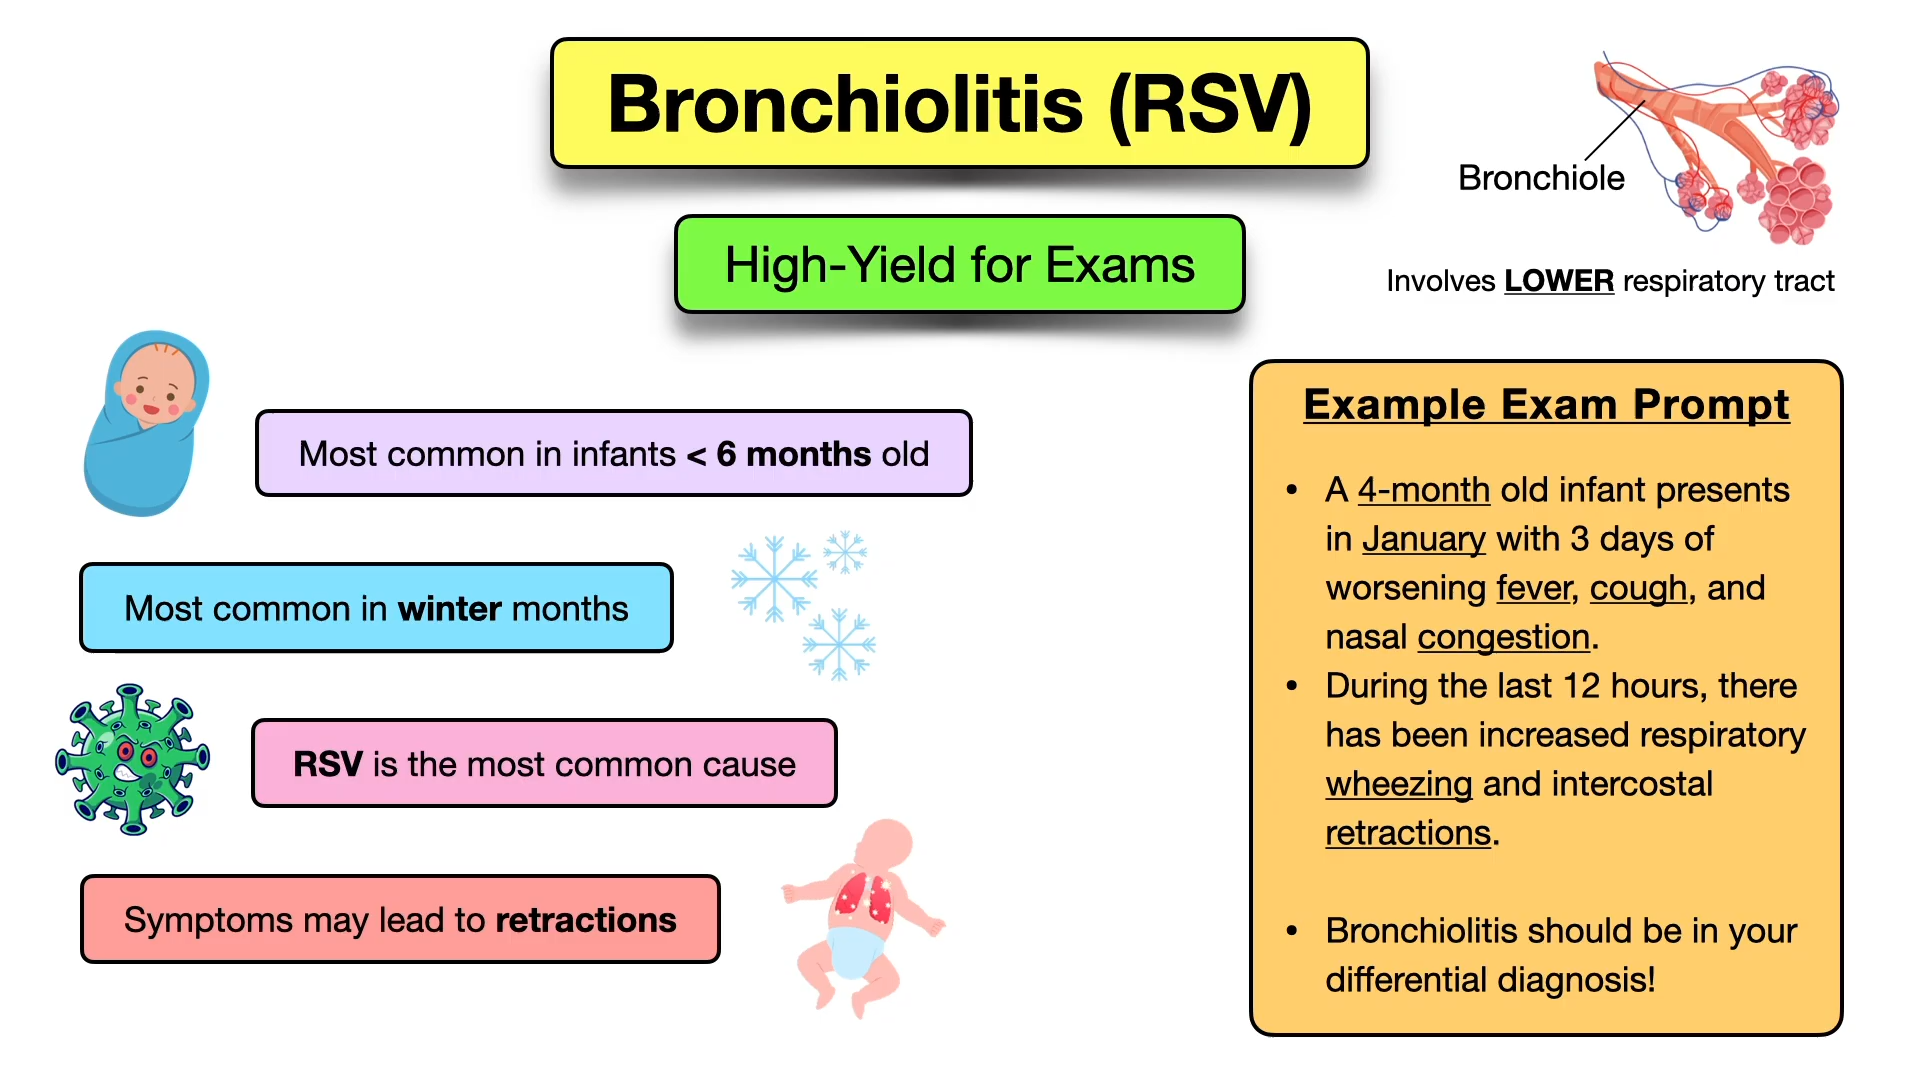 Bronchiolitis (RSV)
High-Yield for Exams
Bronchiole
Involves LOWER respiratory tract
Most common in infants < 6 months old
Most common in winter months
RSV is the most common cause
Symptoms may lead to retractions
Example Exam Prompt
• A 4-month old infant presents
in January with 3 days of
worsening fever, cough, and
nasal congestion.
• During the last 12 hours, there
has been increased respiratory
wheezing and intercostal
retractions.
• Bronchiolitis should be in your
differential diagnosis!